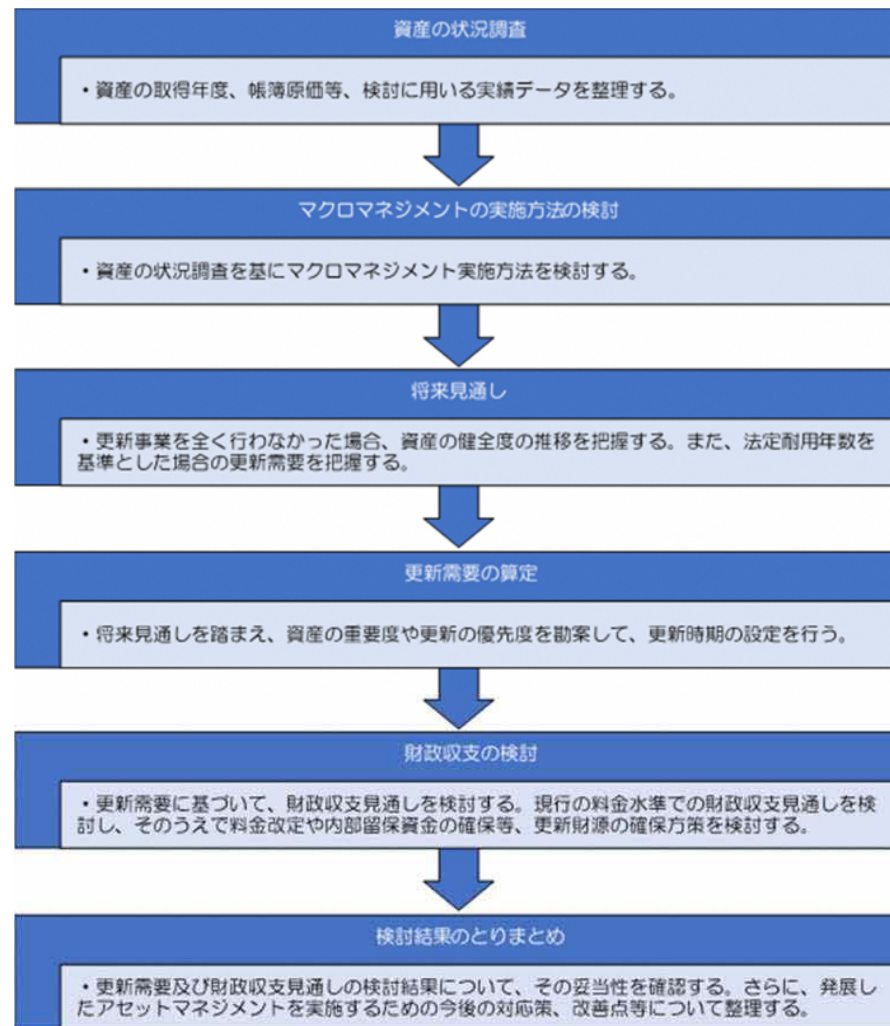 資産の状況調査
・資産の取得年度、帳簿原価等、検討に用いる実績データを整理する。
マクロマネジメントの実施方法の検討
・資産の状況調査を基にマクロマネジメント実施方法を検討する。
将来見通し
・更新事業を全く行わなかった場合、資産の健全度の推移を把握する。また、法定耐用年数を
基準とした場合の更新需要を把握する。
更新需要の算定
・将来見通しを踏まえ、資産の重要度や更新の優先度を勘案して、更新時期の設定を行う。
財政収支の検討
・更新需要に基づいて、財政収支見通しを検討する。現行の料金水準での財政収支見通しを検
討し、そのうえで料金改定や内部留保資金の確保等、更新財源の確保方策を検討する。
検討結果のとりまとめ
・更新需要及び財政収支見通しの検討結果について、その妥当性を確認する。さらに、発展し
たアセットマネジメントを実施するための今後の対応策、改善点等について整理する。